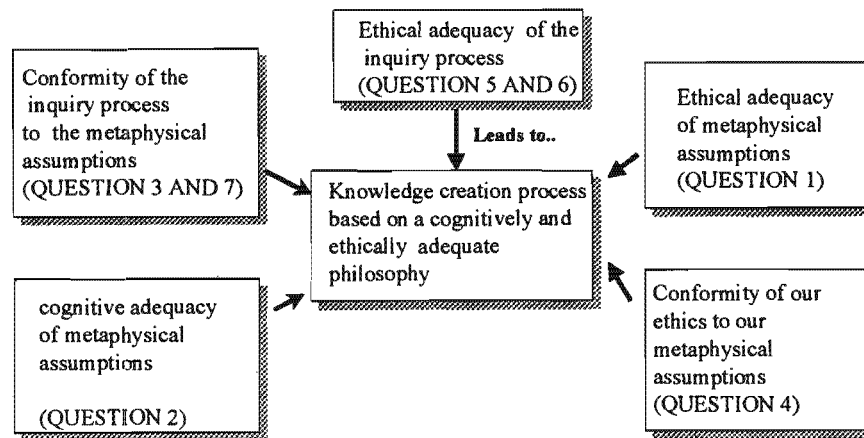 Ethical adequacy of the
inquiry process
(QUESTION 5 AND 6)
Conformity of the
inquiry process
to the metaphysical
assumptions
(QUESTION 3 AND 7)
Ethical adequacy
of metaphysical
assumptions
(QUESTION 1)
Leads to..
Knowledge creation process
based on a cognitively and
ethically adequate
philosophy
cognitive adequacy
of metaphysical
assumptions
(QUESTION 2)
Conformity of our
ethics to our
metaphysical
assumptions
(QUESTION 4)